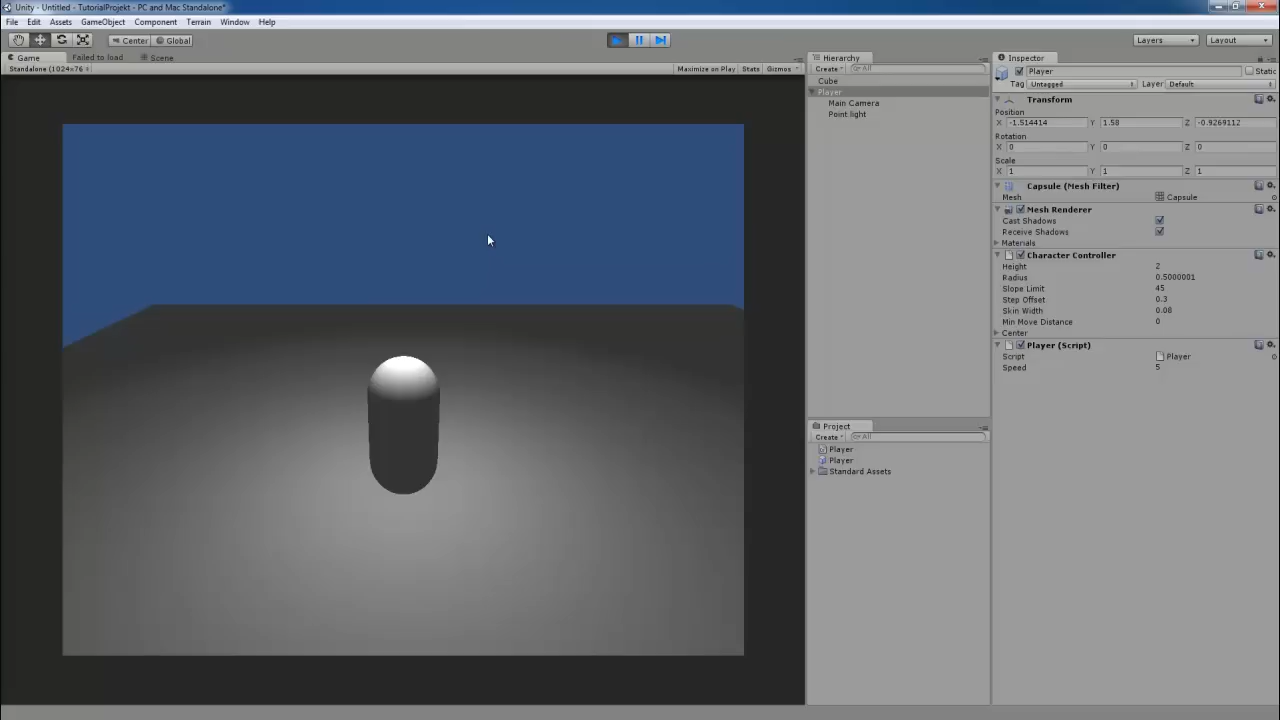 Unity - Untitled - TutorialProjekt - PC and Mac Standalone*
File Edit Assets GameObject Component Terrain Window Help
Center Global Layers Layout
Game Failed to load Scene Hierarchy Inspector
Standalone (1024x76 Maximize on Play Stats Gizmos Create All
Cube
Player
Main Camera
Point light
Player Static
Tag Untagged Layer Default
Transform
Position
X -1.514414 Y 1.58 Z -0.9269112
Rotation
X 0 Y 0 Z 0
Scale
X 1 Y 1 Z 1
Capsule (Mesh Filter)
Mesh Capsule
Mesh Renderer
Cast Shadows
Receive Shadows
Materials
Character Controller
Height 2
Radius 0.5000001
Slope Limit 45
Step Offset 0.3
Skin Width 0.08
Min Move Distance 0
Center
Player (Script)
Script Player
Speed 5
Project
Create All
Player
Player
Standard Assets